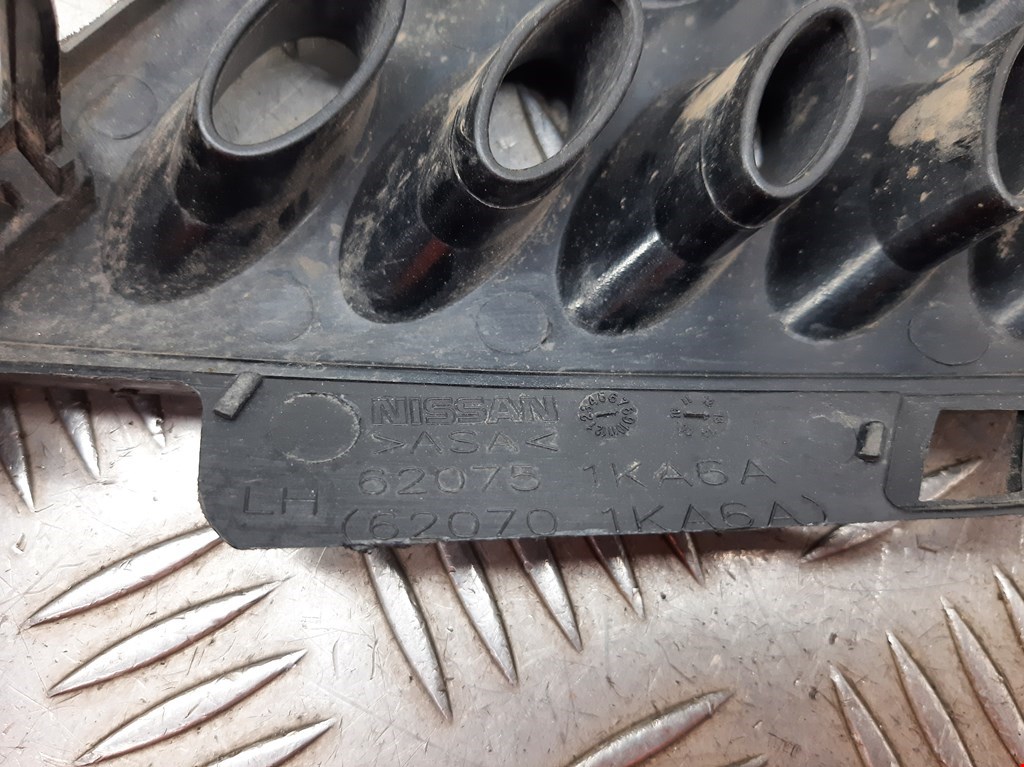 NISSAN
>ASA<
62075 1KA5A
LH (62070 1KA5A)